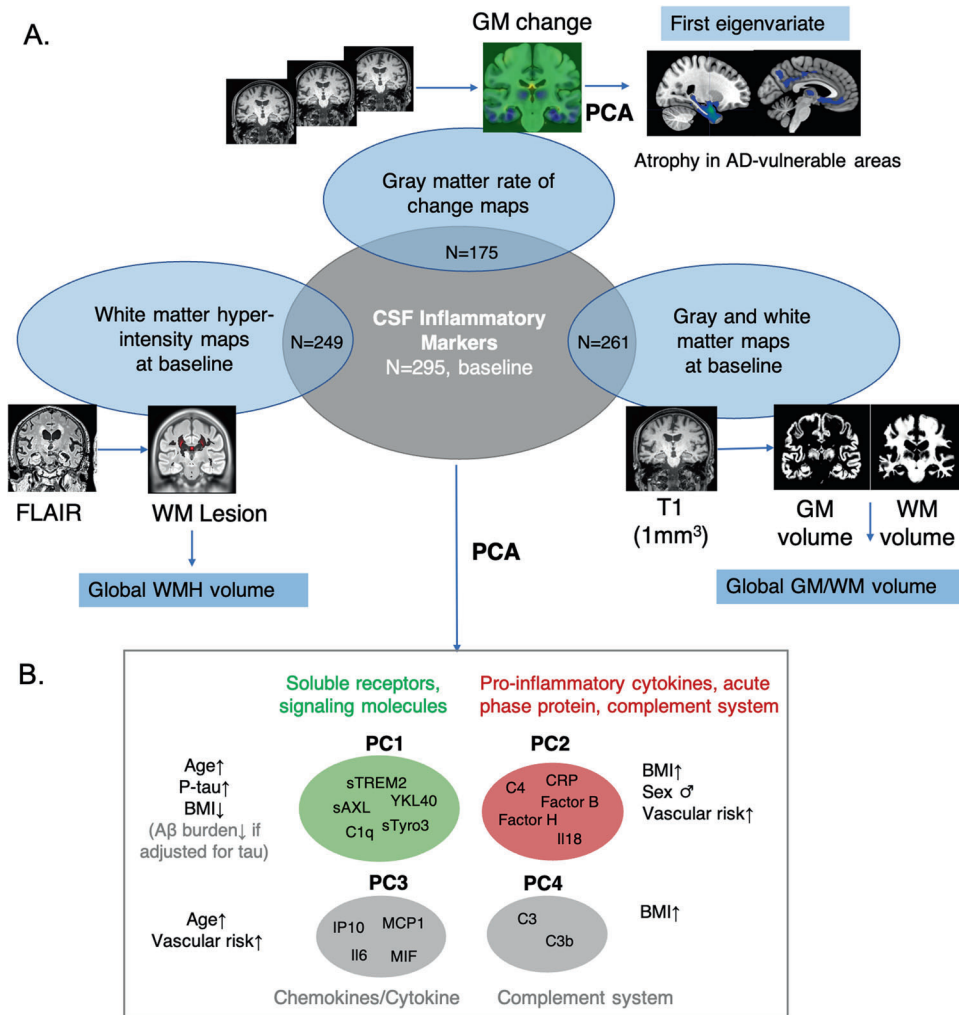 A.
GM change
First eigenvariate
PCA
Atrophy in AD-vulnerable areas
Gray matter rate of
change maps
N=175
White matter hyper-
intensity maps
at baseline
N=249
CSF Inflammatory
Markers
N=295, baseline
N=261
Gray and white
matter maps
at baseline
FLAIR
WM Lesion
Global WMH volume
T1
(1mm³)
GM
volume
WM
volume
Global GM/WM volume
PCA
B.
Soluble receptors,
signaling molecules
Pro-inflammatory cytokines, acute
phase protein, complement system
PC1
Age↑
P-tau↑
BMI↓
(Aβ burden↓ if
adjusted for tau)
sTREM2
sAXL
YKL40
C1q
sTyro3
PC2
C4
CRP
Factor B
Factor H
Il18
BMI↑
Sex ♂
Vascular risk↑
PC3
Age↑
Vascular risk↑
IP10
MCP1
Il6
MIF
Chemokines/Cytokine
PC4
C3
C3b
BMI↑
Complement system